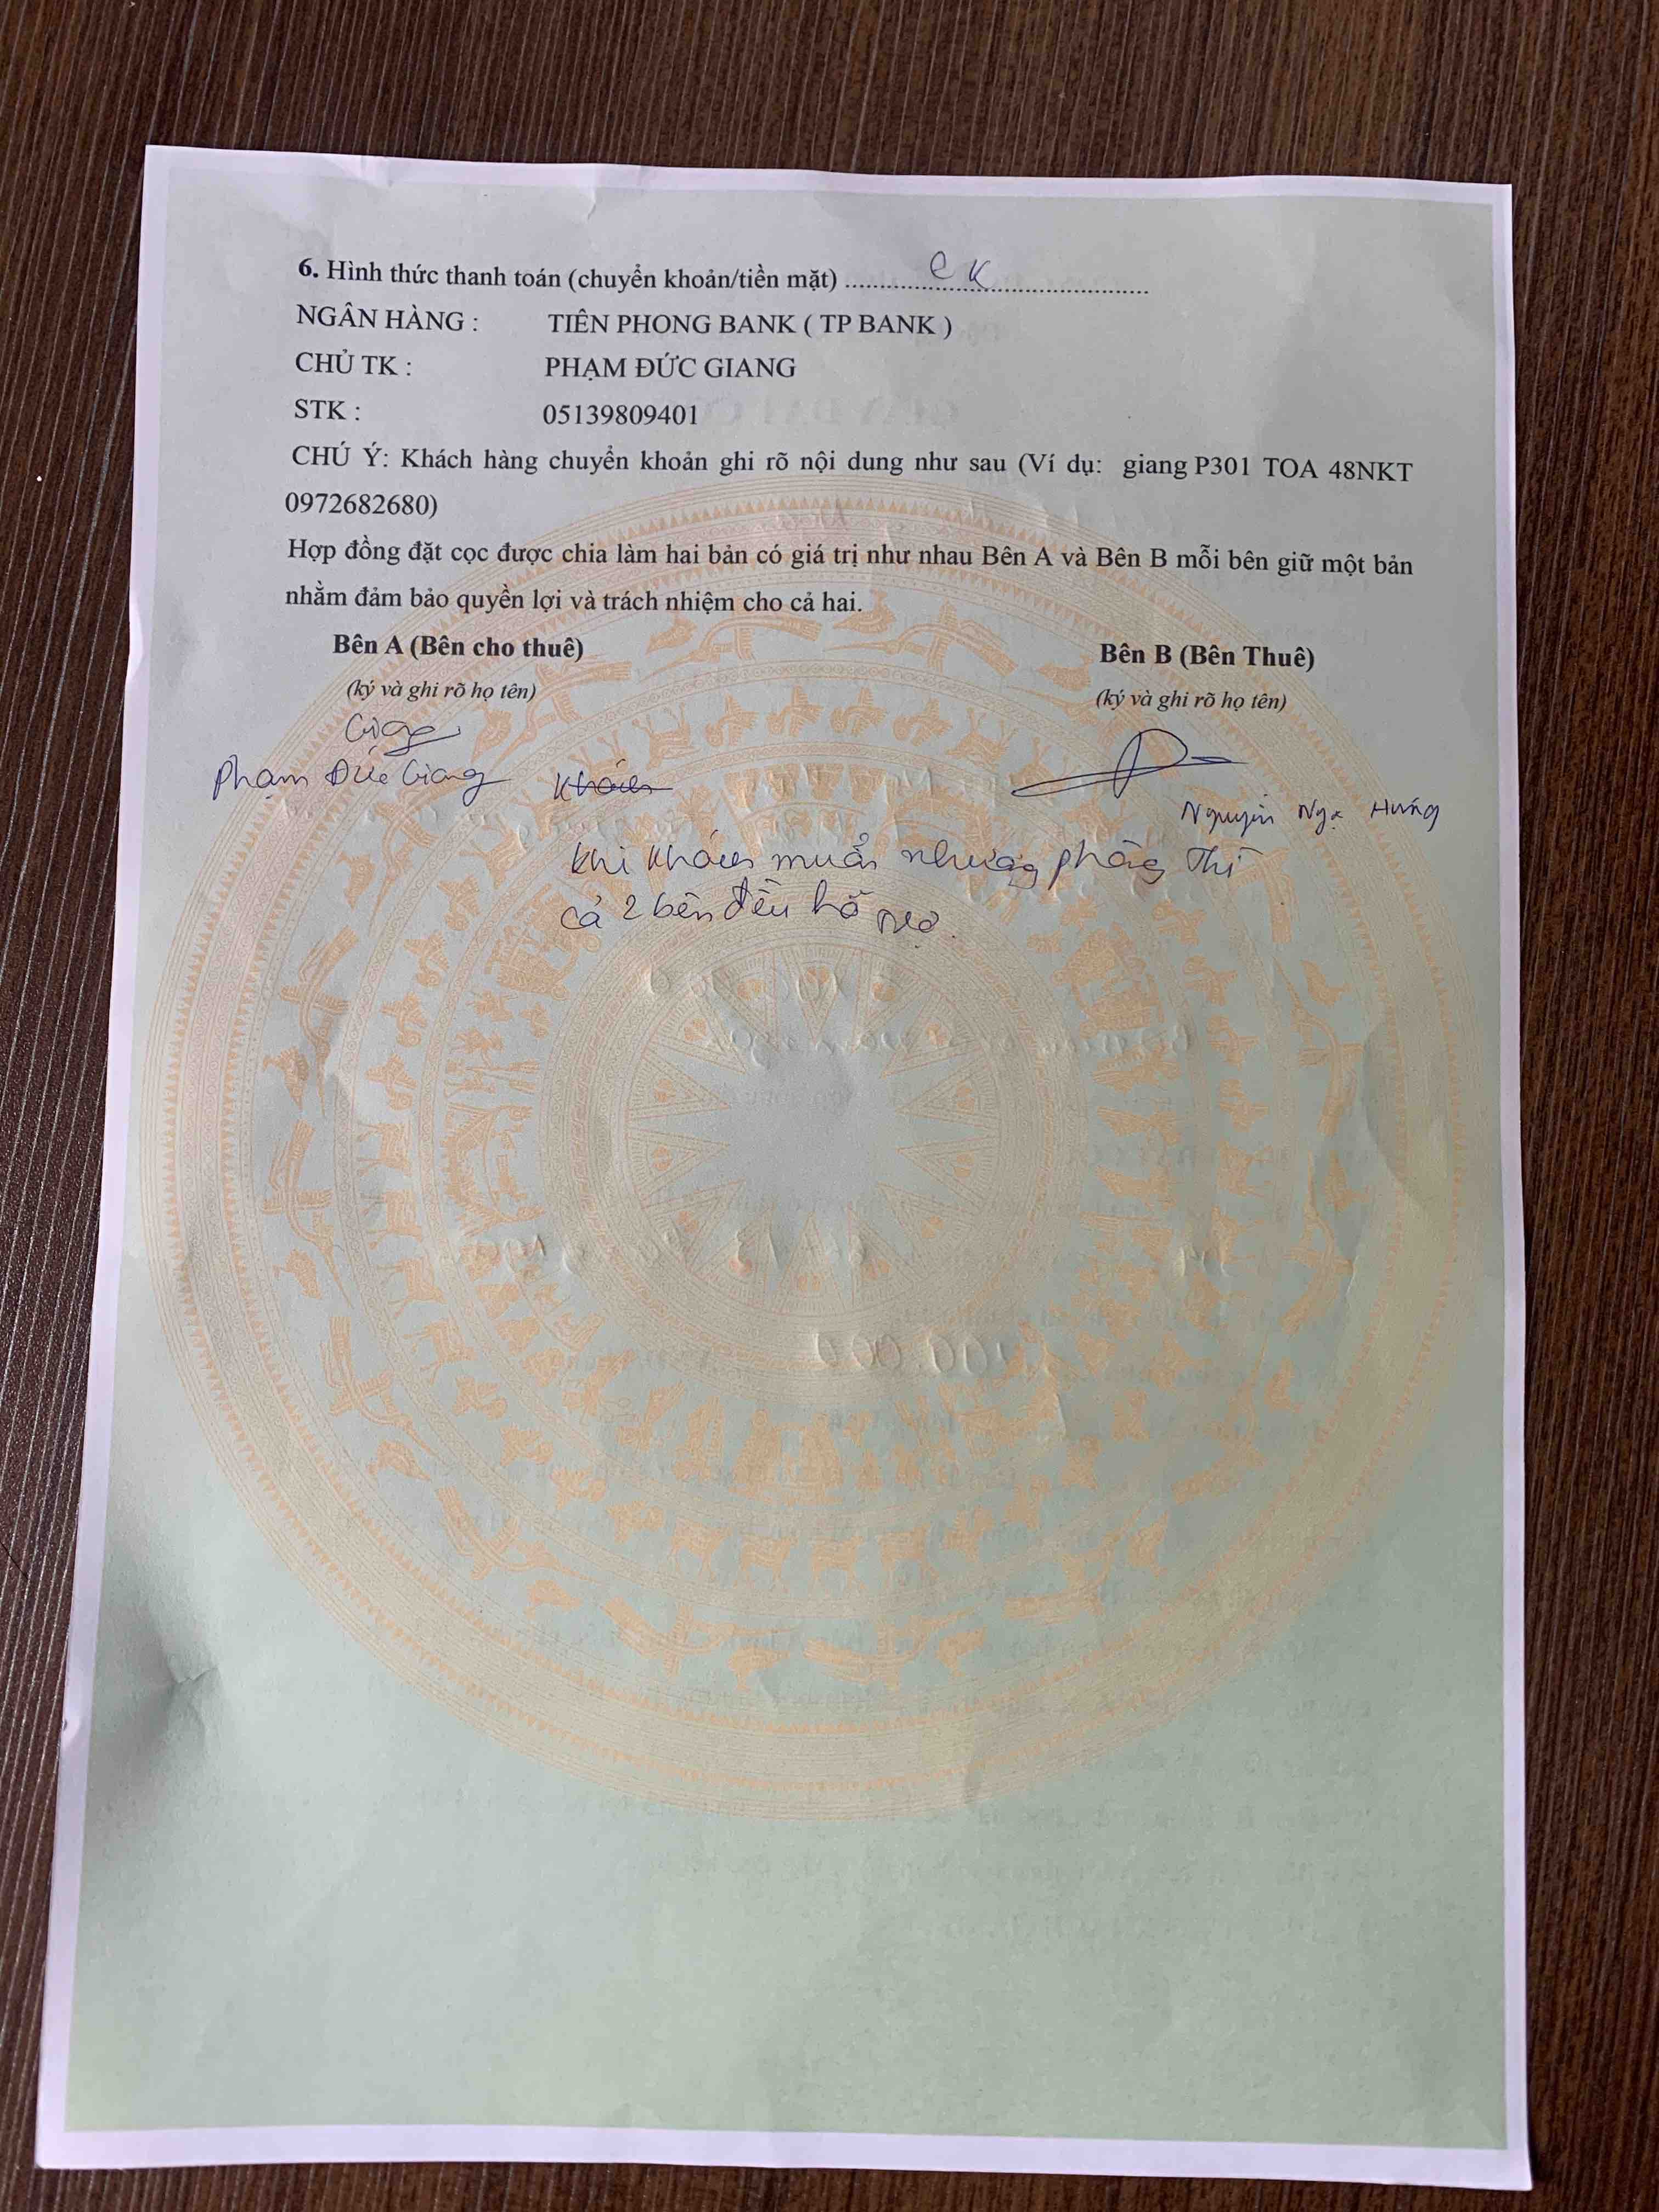 6. Hình thức thanh toán (chuyển khoản/tiền mặt) ............ CK ............
NGÂN HÀNG : TIÊN PHONG BANK ( TP BANK )
CHỦ TK : PHẠM ĐỨC GIANG
STK : 05139809401
CHÚ Ý: Khách hàng chuyển khoản ghi rõ nội dung như sau (Ví dụ: giang P301 TOA 48NKT
0972682680)
Hợp đồng đặt cọc được chia làm hai bản có giá trị như nhau Bên A và Bên B mỗi bên giữ một bản
nhằm đảm bảo quyền lợi và trách nhiệm cho cả hai.
Bên A (Bên cho thuê) Bên B (Bên Thuê)
(ký và ghi rõ họ tên) (ký và ghi rõ họ tên)
Phạm Đức Giang Khách
Nguyễn Ngọc Hưng
Khi khách muốn nhượng phòng thì
cả 2 bên đều hỗ trợ.